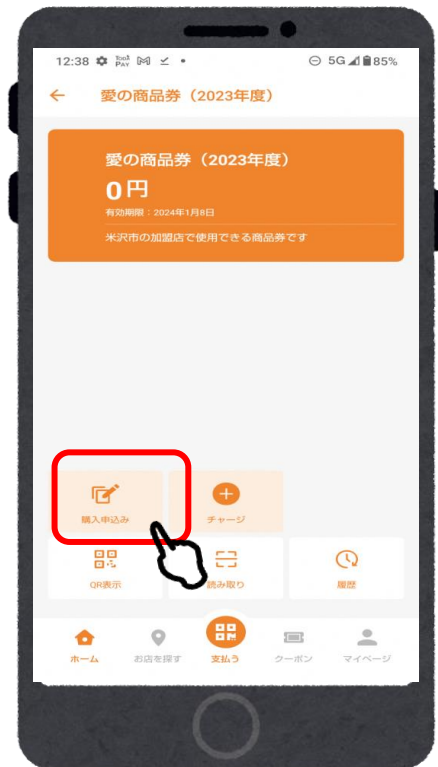 12:38
5G 85%
愛の商品券（2023年度）
愛の商品券（2023年度）
0円
有効期限：2024年1月8日
米沢市の加盟店で使用できる商品券です
購入申込み
チャージ
QR表示
読み取り
履歴
ホーム
お店を探す
支払う
クーポン
マイページ